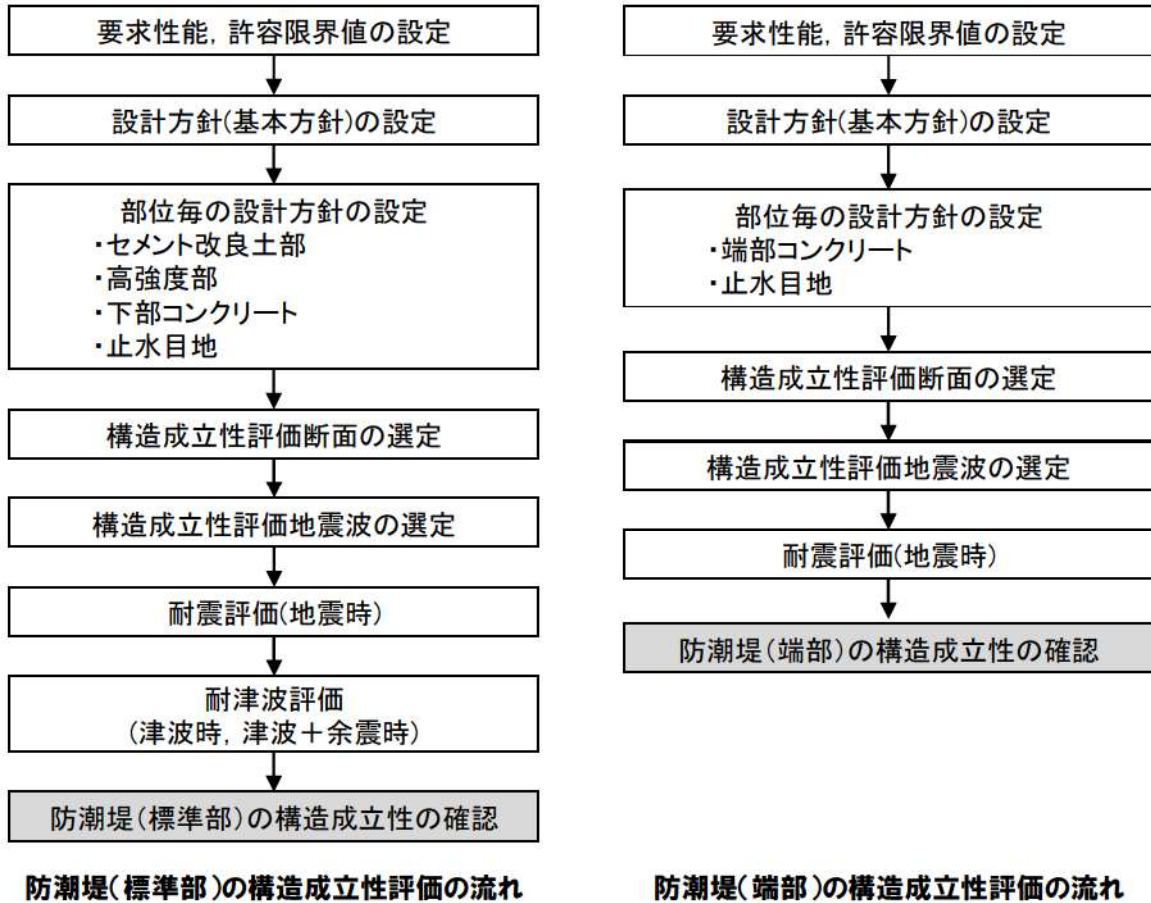 要求性能, 許容限界値の設定
設計方針(基本方針)の設定
部位毎の設計方針の設定
・セメント改良土部
・高強度部
・下部コンクリート
・止水目地
構造成立性評価断面の選定
構造成立性評価地震波の選定
耐震評価(地震時)
耐津波評価
(津波時, 津波＋余震時)
防潮堤(標準部)の構造成立性の確認
防潮堤(標準部)の構造成立性評価の流れ
要求性能, 許容限界値の設定
設計方針(基本方針)の設定
部位毎の設計方針の設定
・端部コンクリート
・止水目地
構造成立性評価断面の選定
構造成立性評価地震波の選定
耐震評価(地震時)
防潮堤(端部)の構造成立性の確認
防潮堤(端部)の構造成立性評価の流れ